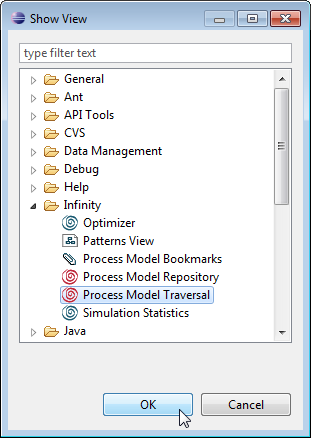 Show View
type filter text
General
Ant
API Tools
CVS
Data Management
Debug
Help
Infinity
Optimizer
Patterns View
Process Model Bookmarks
Process Model Repository
Process Model Traversal
Simulation Statistics
Java
OK
Cancel